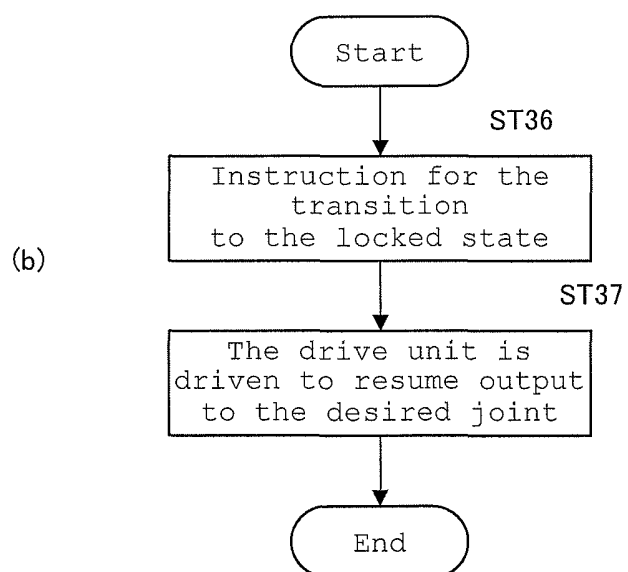 Start
ST36
Instruction for the
transition
to the locked state
(b)
ST37
The drive unit is
driven to resume output
to the desired joint
End